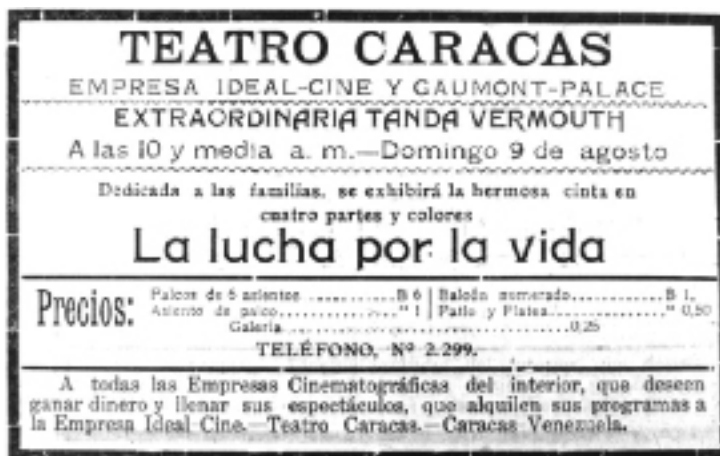 TEATRO CARACAS
EMPRESA IDEAL-CINE Y GAUMONT-PALACE
EXTRAORDINARIA TANDA VERMOUTH
A las 10 y media a. m.—Domingo 9 de agosto
Dedicada a las familias, se exhibirá la hermosa cinta en
cuatro partes y colores
La lucha por la vida
Precios:
Palcos de 6 asientos ............B 6 | Balcón numerado............B 1,
Asiento de palco ............" 1 | Patio y Platea............" 0,50
Galería............0,25
TELÉFONO, Nº 2.299.
A todas las Empresas Cinematográficas del interior, que deseen
ganar dinero y llenar sus espectáculos, que alquilen sus programas a
la Empresa Ideal Cine.—Teatro Caracas.—Caracas Venezuela.